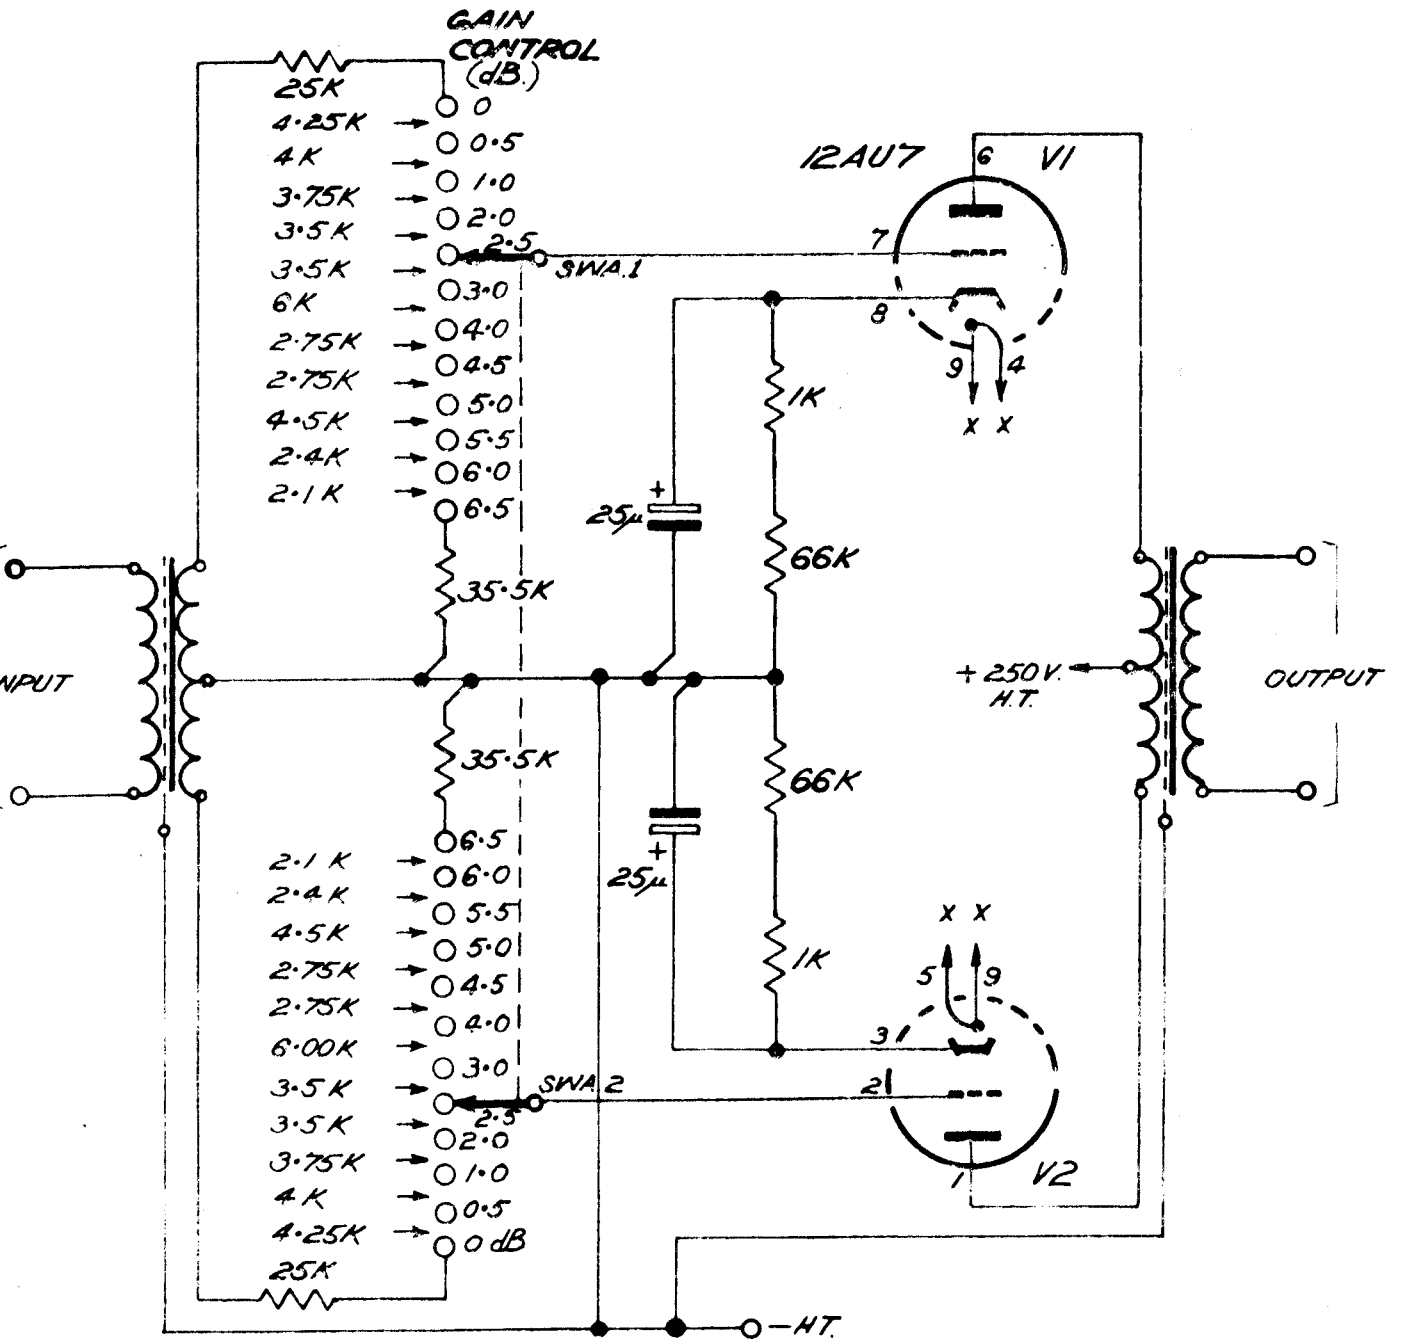 GAIN
CONTROL
(dB.)
25K
0
4.25K
0.5
4K
1.0
3.75K
2.0
3.5K
2.5
SWA.1
3.5K
3.0
6K
4.0
2.75K
4.5
2.75K
5.0
4.5K
5.5
2.4K
6.0
2.1K
6.5
35.5K
12AU7
6
V1
7
8
9
4
X X
1K
+
25µ
66K
INPUT
+250V.
H.T.
OUTPUT
35.5K
66K
+
25µ
1K
6.5
2.1K
6.0
2.4K
5.5
4.5K
5.0
2.75K
4.5
2.75K
4.0
6.00K
3.0
3.5K
SWA.2
2.5
3.5K
2.0
3.75K
1.0
4K
0.5
4.25K
0 dB
25K
X X
5
9
3
2
1
V2
-HT.